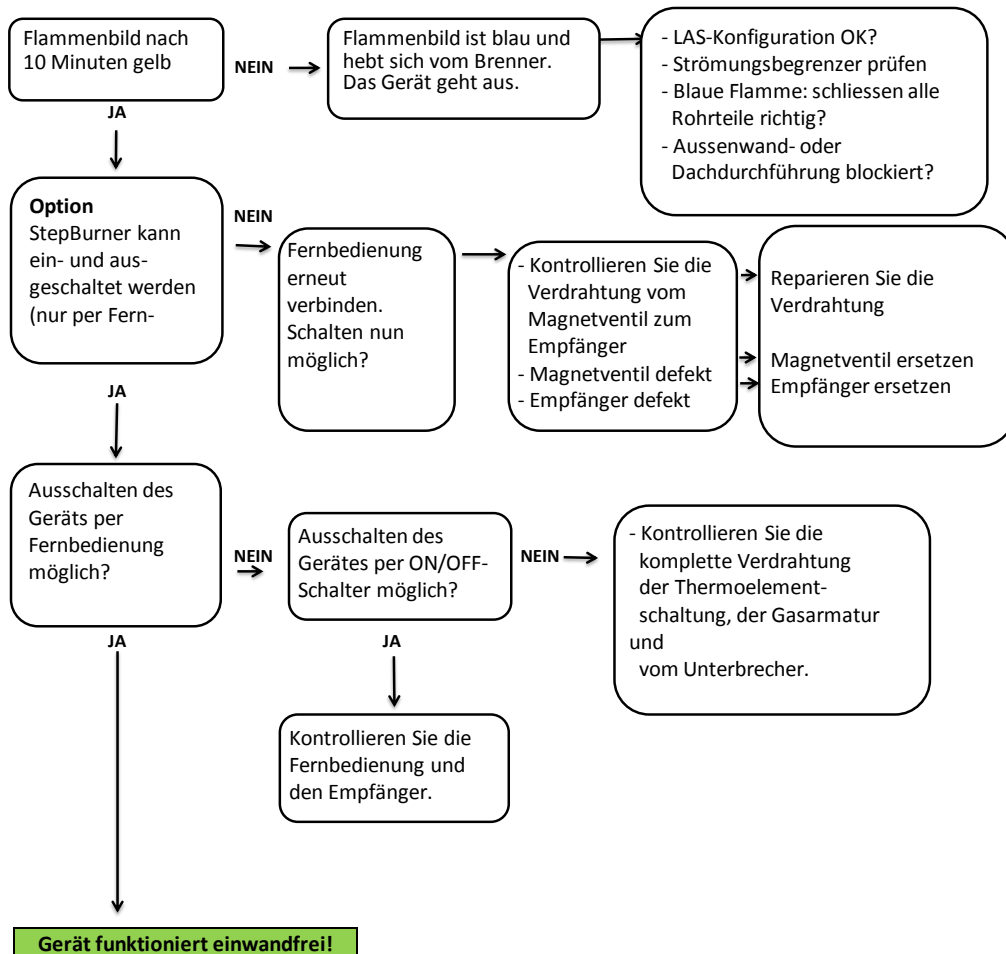 Flammenbild nach
10 Minuten gelb
NEIN
Flammenbild ist blau und
hebt sich vom Brenner.
Das Gerät geht aus.
- LAS-Konfiguration OK?
- Strömungsbegrenzer prüfen
- Blaue Flamme: schliessen alle
Rohrteile richtig?
- Aussenwand- oder
Dachdurchführung blockiert?
JA
Option
StepBurner kann
ein- und aus-
geschaltet werden
(nur per Fern-
NEIN
Fernbedienung
erneut
verbinden.
Schalten nun
möglich?
- Kontrollieren Sie die
Verdrahtung vom
Magnetventil zum
Empfänger
- Magnetventil defekt
- Empfänger defekt
Reparieren Sie die
Verdrahtung
Magnetventil ersetzen
Empfänger ersetzen
JA
Ausschalten des
Geräts per
Fernbedienung
möglich?
NEIN
Ausschalten des
Gerätes per ON/OFF-
Schalter möglich?
NEIN
- Kontrollieren Sie die
komplette Verdrahtung
der Thermoelement-
schaltung, der Gasarmatur
und
vom Unterbrecher.
JA
JA
Kontrollieren Sie die
Fernbedienung und
den Empfänger.
Gerät funktioniert einwandfrei!